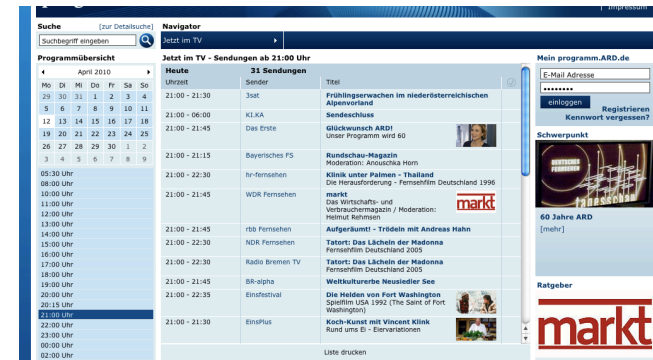 Impressum
Suche [zur Detailsuche] Navigator
Suchbegriff eingeben
Jetzt im TV
Programmübersicht
April 2010
Mo Di Mi Do Fr Sa So
29 30 31 1 2 3 4
5 6 7 8 9 10 11
12 13 14 15 16 17 18
19 20 21 22 23 24 25
26 27 28 29 30 1 2
3 4 5 6 7 8 9
05:30 Uhr
08:00 Uhr
10:00 Uhr
11:00 Uhr
12:00 Uhr
13:00 Uhr
14:00 Uhr
15:00 Uhr
16:00 Uhr
17:00 Uhr
18:00 Uhr
19:00 Uhr
20:00 Uhr
20:15 Uhr
21:00 Uhr
22:00 Uhr
23:00 Uhr
00:00 Uhr
02:00 Uhr
Jetzt im TV - Sendungen ab 21:00 Uhr
Heute 31 Sendungen
Uhrzeit Sender Titel
21:00 - 21:30 3sat Frühlingserwachen im niederösterreichischen
Alpenvorland
21:00 - 06:00 KI.KA Sendeschluss
21:00 - 21:45 Das Erste Glückwunsch ARD!
Unser Programm wird 60
21:00 - 21:15 Bayerisches FS Rundschau-Magazin
Moderation: Anouschka Horn
21:00 - 22:30 hr-fernsehen Klinik unter Palmen - Thailand
Die Herausforderung - Fernsehfilm Deutschland 1996
21:00 - 21:45 WDR Fernsehen markt
Das Wirtschafts- und
Verbrauchermagazin / Moderation:
Helmut Rehmsen
markt
21:00 - 21:45 rbb Fernsehen Aufgeräumt! - Trödeln mit Andreas Hahn
21:00 - 22:30 NDR Fernsehen Tatort: Das Lächeln der Madonna
Fernsehfilm Deutschland 2005
21:00 - 22:30 Radio Bremen TV Tatort: Das Lächeln der Madonna
Fernsehfilm Deutschland 2005
21:00 - 21:45 BR-alpha Weltkulturerbe Neusiedler See
21:00 - 22:35 Einsfestival Die Helden von Fort Washington
Spielfilm USA 1992 (The Saint of Fort
Washington)
21:00 - 21:30 EinsPlus Koch-Kunst mit Vincent Klink
Rund ums Ei - Eiervariationen
Liste drucken
Mein programm.ARD.de
E-Mail Adresse
einloggen
Registrieren
Kennwort vergessen?
Schwerpunkt
DEUTSCHES
FERNSEHEN
tagesschau
60 Jahre ARD
[mehr]
Ratgeber
markt